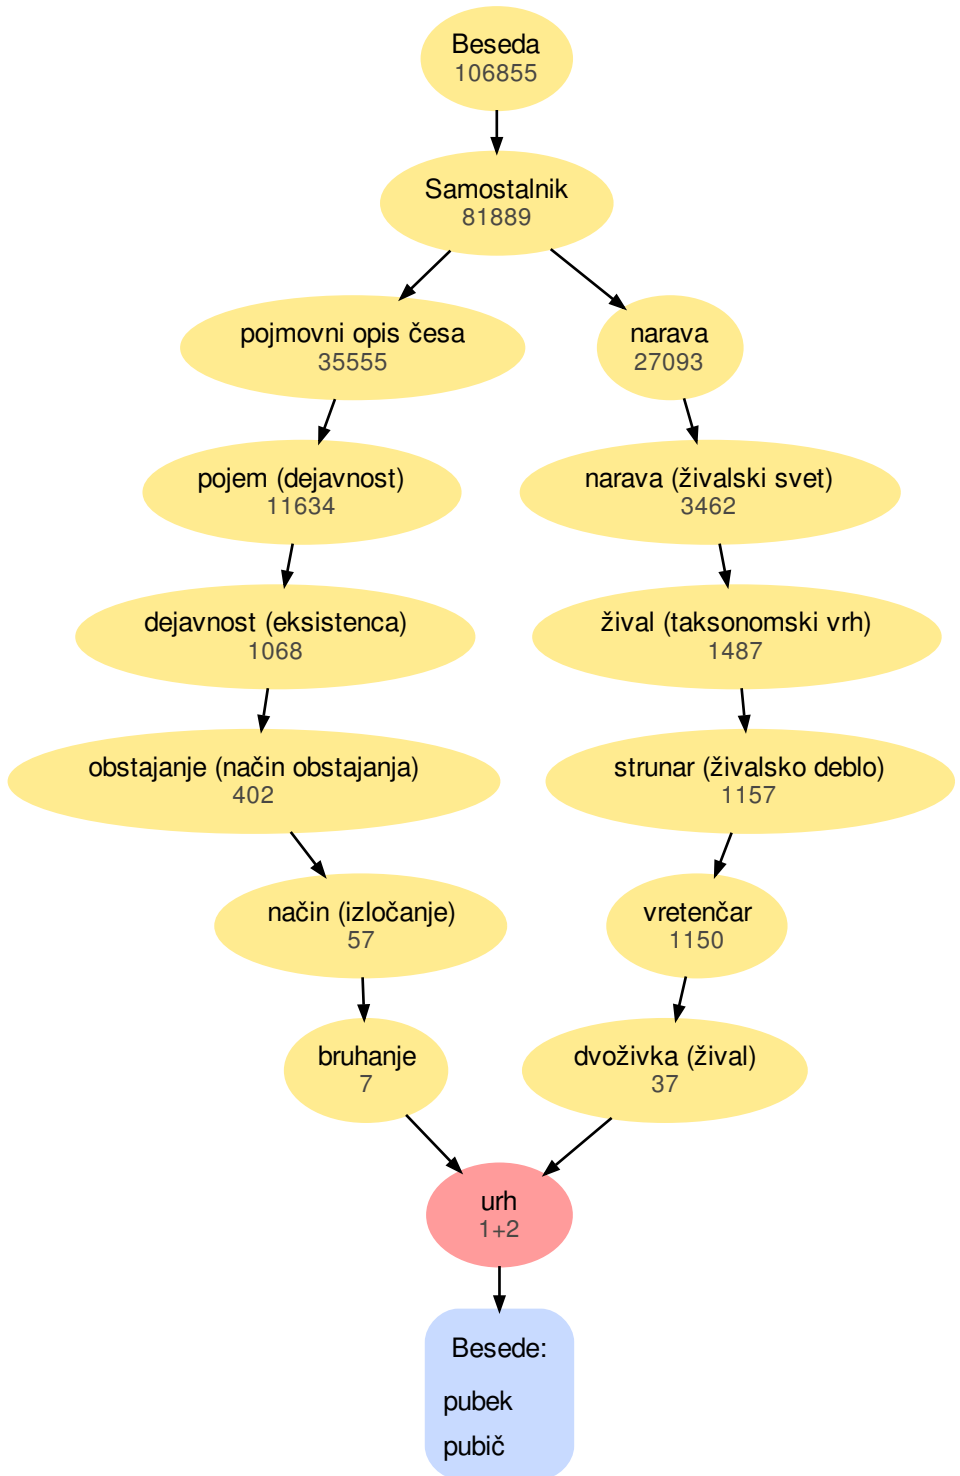 Beseda
106855
Samostalnik
81889
pojmovni opis česa
35555
narava
27093
pojem (dejavnost)
11634
narava (živalski svet)
3462
dejavnost (eksistenca)
1068
žival (taksonomski vrh)
1487
obstajanje (način obstajanja)
402
strunar (živalsko deblo)
1157
način (izločanje)
57
vretenčar
1150
bruhanje
7
dvoživka (žival)
37
urh
1+2
Besede:
pubek
pubič